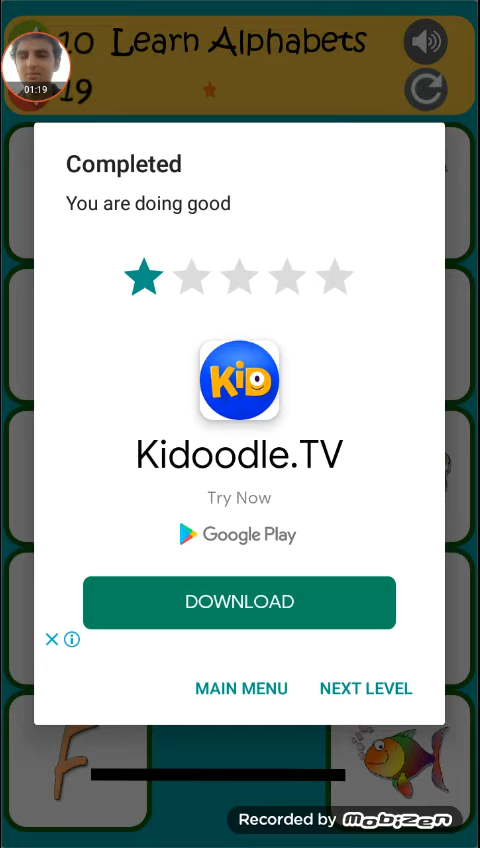 10 Learn Alphabets
01:19
19
Completed
You are doing good
KiD
Kidoodle.TV
Try Now
Google Play
DOWNLOAD
MAIN MENU NEXT LEVEL
F
Recorded by Mobizen